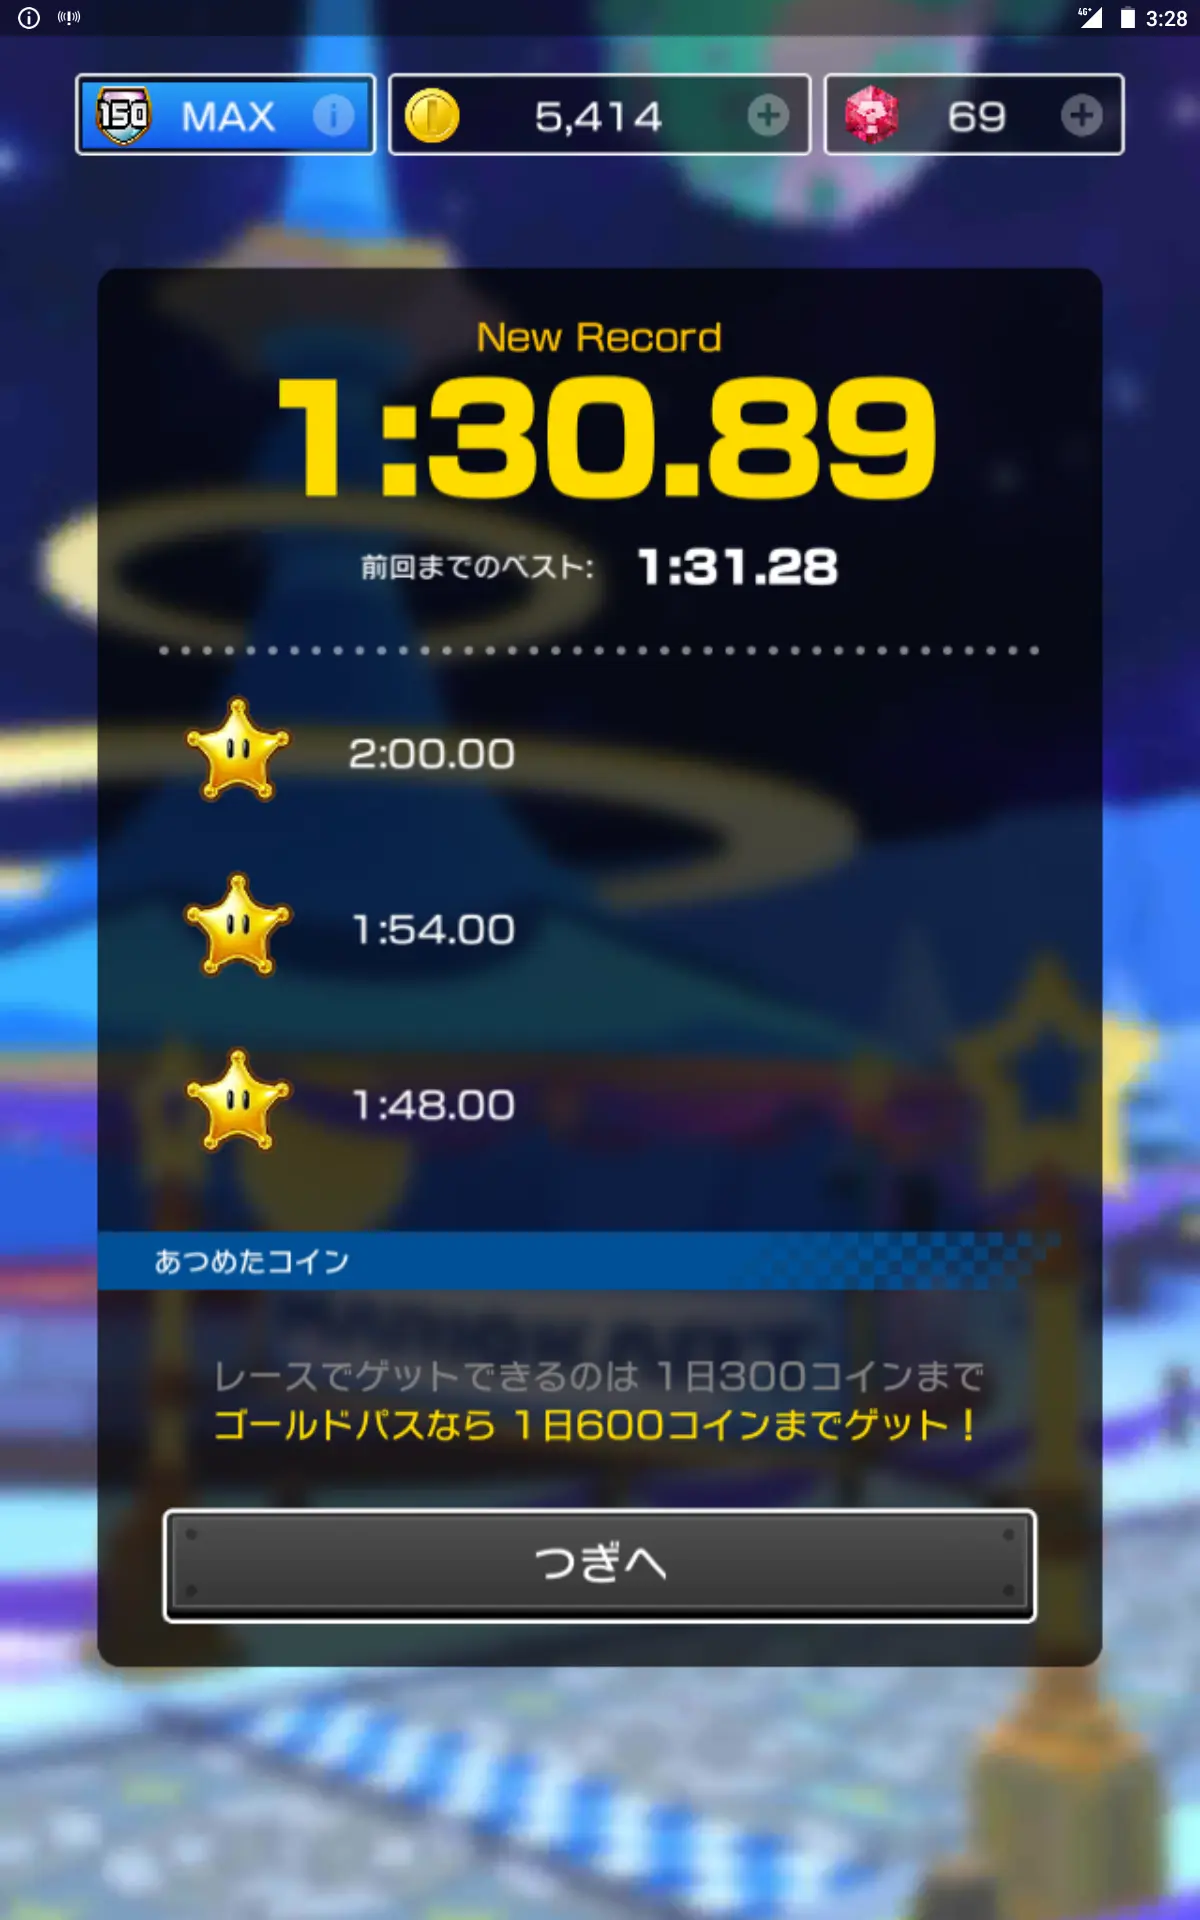 4G+ 3:28
150 MAX i 5,414 + 69 +
New Record
1:30.89
前回までのベスト: 1:31.28
2:00.00
1:54.00
1:48.00
あつめたコイン
MARIO KART
レースでゲットできるのは 1日300コインまで
ゴールドパスなら 1日600コインまでゲット！
つぎへ